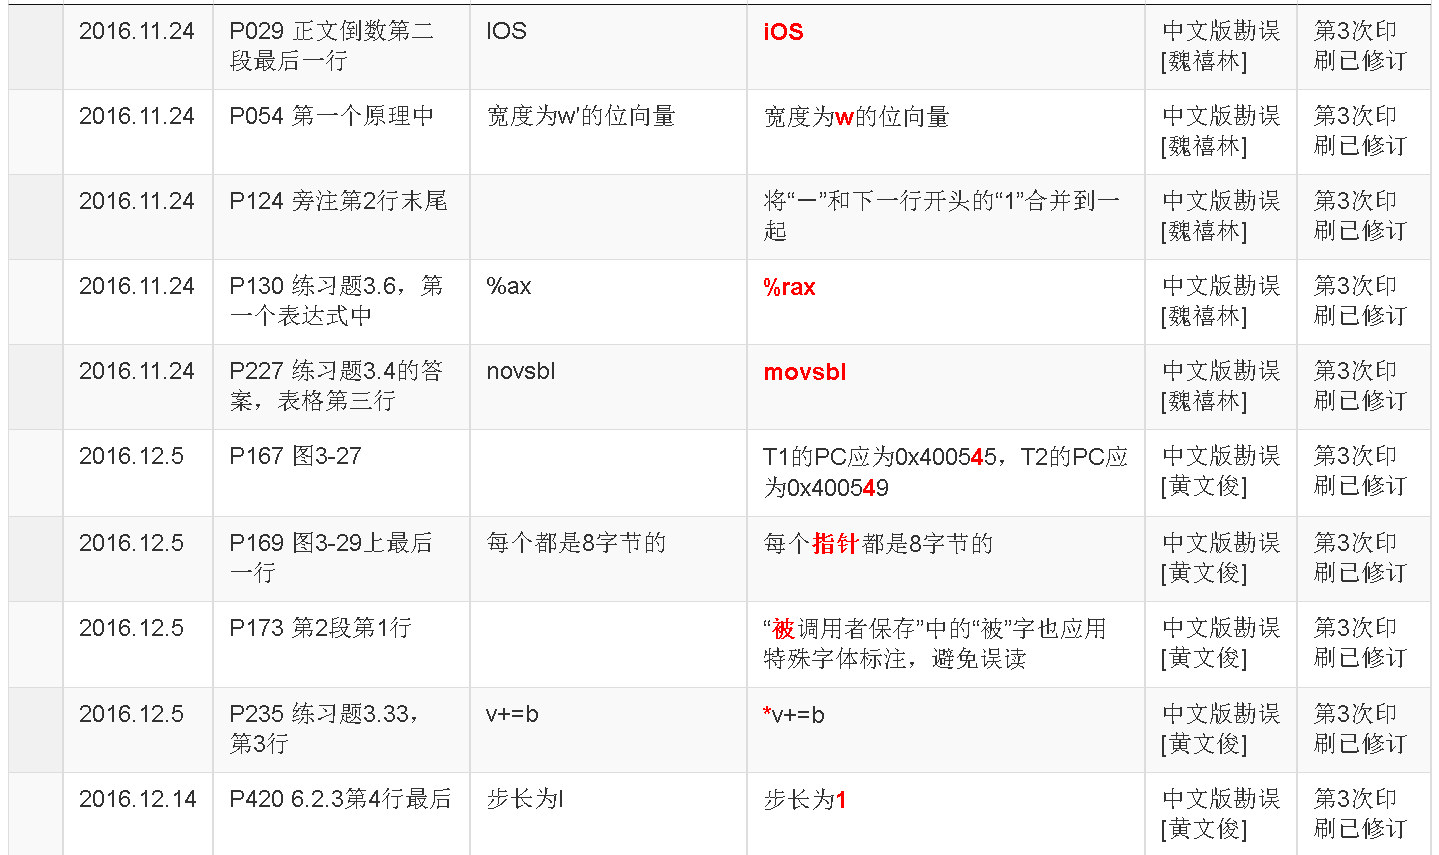 2016.11.24 P029 正文倒数第二 IOS iOS 中文版勘误 第3次印
段最后一行 [魏禧林] 刷已修订
2016.11.24 P054 第一个原理中 宽度为w'的位向量 宽度为w的位向量 中文版勘误 第3次印
[魏禧林] 刷已修订
2016.11.24 P124 旁注第2行末尾 将“－”和下一行开头的“1”合并到一 中文版勘误 第3次印
起 [魏禧林] 刷已修订
2016.11.24 P130 练习题3.6，第 %ax %rax 中文版勘误 第3次印
一个表达式中 [魏禧林] 刷已修订
2016.11.24 P227 练习题3.4的答 novsbl movsbl 中文版勘误 第3次印
案，表格第三行 [魏禧林] 刷已修订
2016.12.5 P167 图3-27 T1的PC应为0x400545，T2的PC应 中文版勘误 第3次印
为0x400549 [黄文俊] 刷已修订
2016.12.5 P169 图3-29上最后 每个都是8字节的 每个指针都是8字节的 中文版勘误 第3次印
一行 [黄文俊] 刷已修订
2016.12.5 P173 第2段第1行 “被调用者保存”中的“被”字也应用 中文版勘误 第3次印
特殊字体标注，避免误读 [黄文俊] 刷已修订
2016.12.5 P235 练习题3.33， v+=b *v+=b 中文版勘误 第3次印
第3行 [黄文俊] 刷已修订
2016.12.14 P420 6.2.3第4行最后 步长为l 步长为1 中文版勘误 第3次印
[黄文俊] 刷已修订